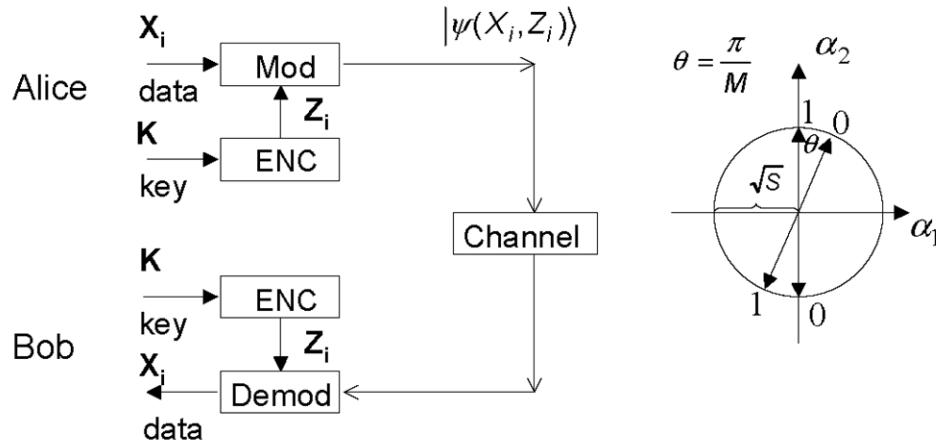 |ψ(X_i, Z_i)⟩
X_i
Alice
data
Mod
Z_i
K
key
ENC
Channel
K
key
ENC
Z_i
Bob
X_i
data
Demod
θ = π/M
α_2
1
0
θ
√S
α_1
1
0